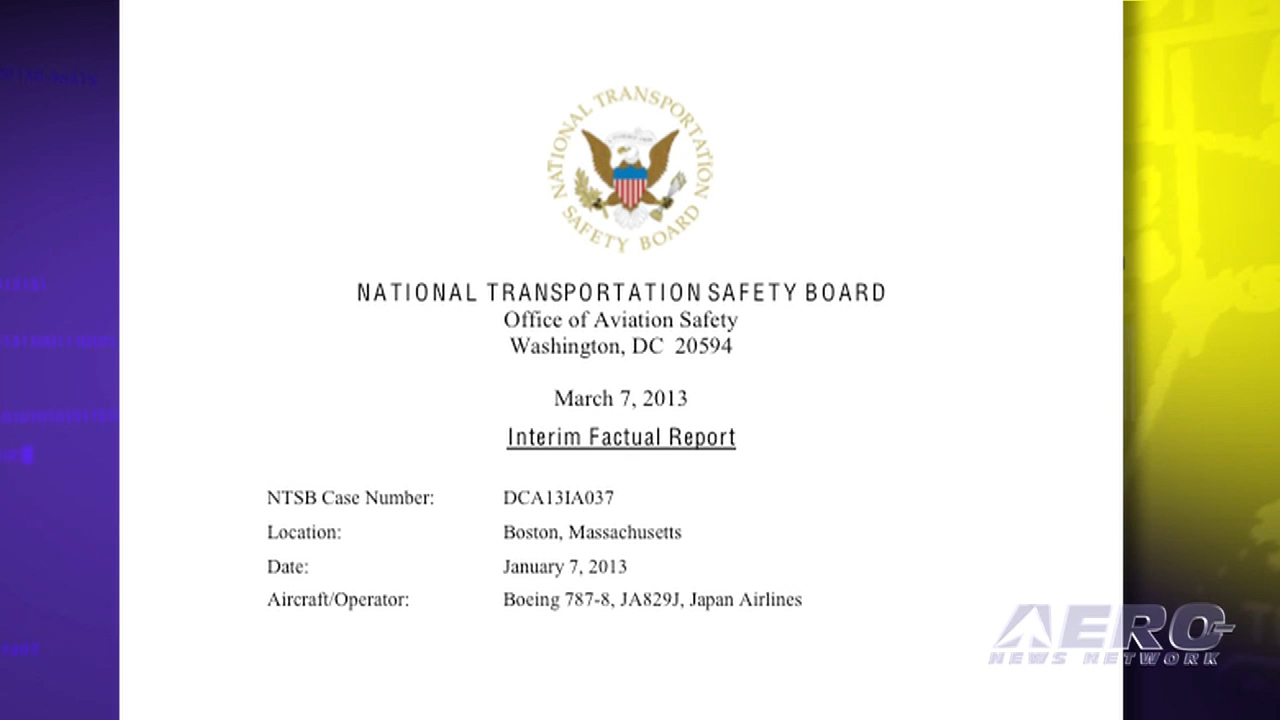 NATIONAL TRANSPORTATION
SAFETY BOARD
NATIONAL TRANSPORTATION SAFETY BOARD
Office of Aviation Safety
Washington, DC 20594
March 7, 2013
Interim Factual Report
NTSB Case Number: DCA13IA037
Location: Boston, Massachusetts
Date: January 7, 2013
Aircraft/Operator: Boeing 787-8, JA829J, Japan Airlines
AERO
NEWS NETWORK